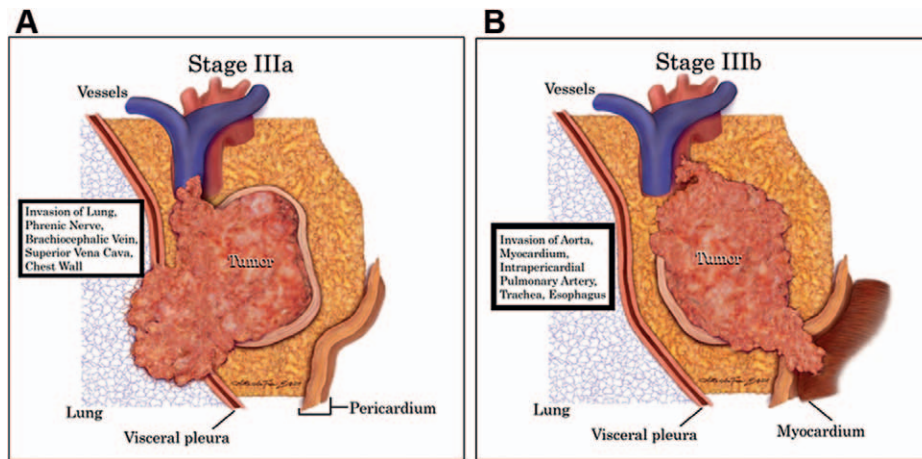 A
Stage IIIa
Vessels
Invasion of Lung,
Phrenic Nerve,
Brachiocephalic Vein,
Superior Vena Cava,
Chest Wall
Tumor
Lung
Visceral pleura
Pericardium
B
Stage IIIb
Vessels
Invasion of Aorta,
Myocardium,
Intrapericardial
Pulmonary Artery,
Trachea, Esophagus
Tumor
Lung
Visceral pleura
Myocardium